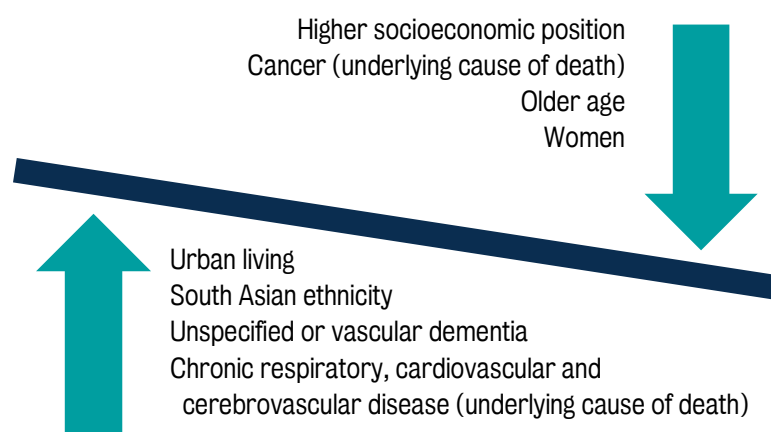 Higher socioeconomic position
Cancer (underlying cause of death)
Older age
Women
Urban living
South Asian ethnicity
Unspecified or vascular dementia
Chronic respiratory, cardiovascular and
cerebrovascular disease (underlying cause of death)